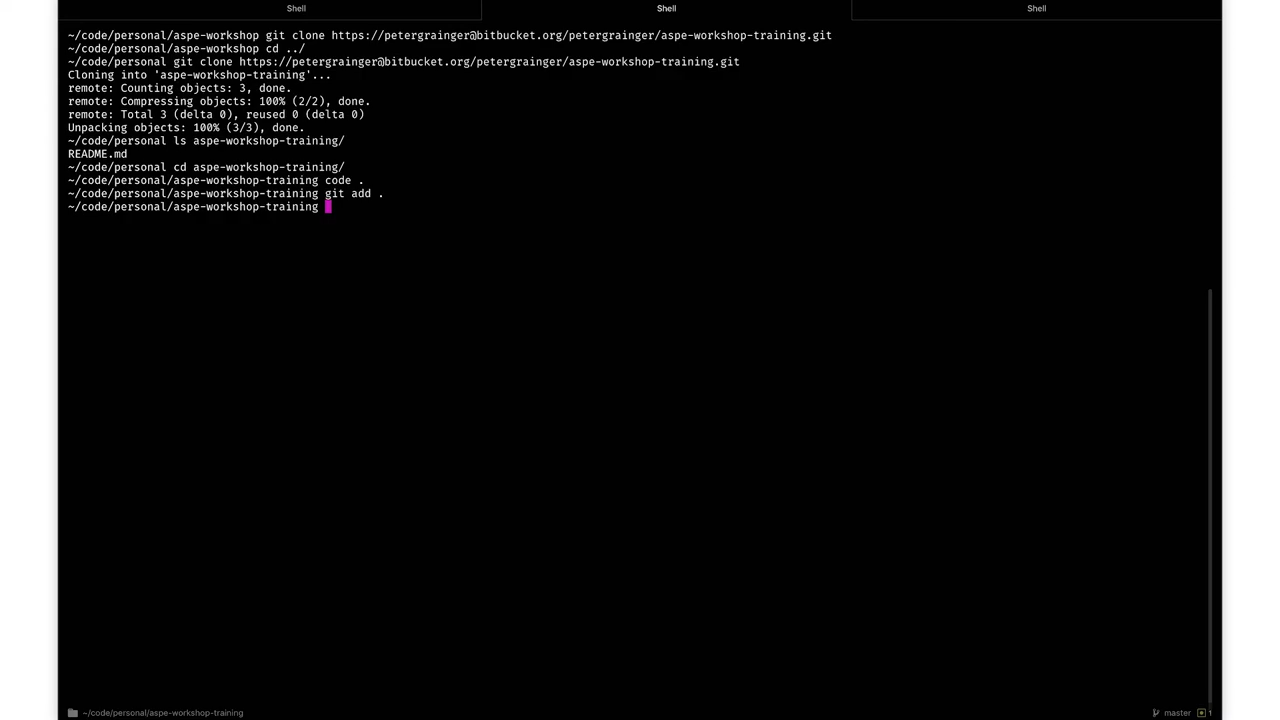 Shell Shell Shell
~/code/personal/aspe-workshop git clone https://petergrainger@bitbucket.org/petergrainger/aspe-workshop-training.git
~/code/personal/aspe-workshop cd ../
~/code/personal git clone https://petergrainger@bitbucket.org/petergrainger/aspe-workshop-training.git
Cloning into 'aspe-workshop-training'...
remote: Counting objects: 3, done.
remote: Compressing objects: 100% (2/2), done.
remote: Total 3 (delta 0), reused 0 (delta 0)
Unpacking objects: 100% (3/3), done.
~/code/personal ls aspe-workshop-training/
README.md
~/code/personal cd aspe-workshop-training/
~/code/personal/aspe-workshop-training code .
~/code/personal/aspe-workshop-training git add .
~/code/personal/aspe-workshop-training
~/code/personal/aspe-workshop-training master 1